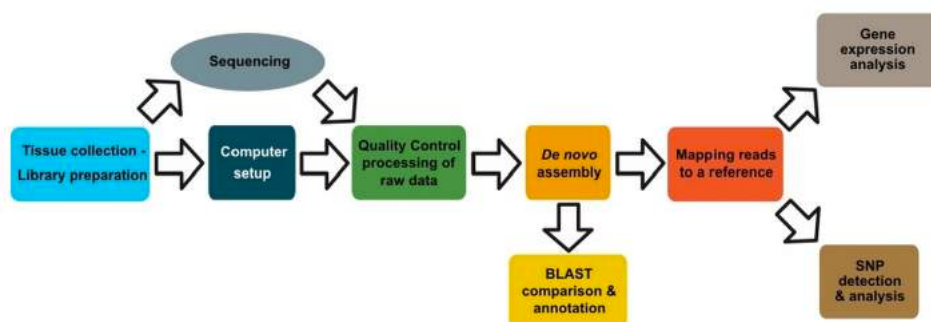 Sequencing
Tissue collection -
Library preparation
Computer
setup
Quality Control
processing of
raw data
De novo
assembly
BLAST
comparison &
annotation
Mapping reads
to a reference
Gene
expression
analysis
SNP
detection
& analysis